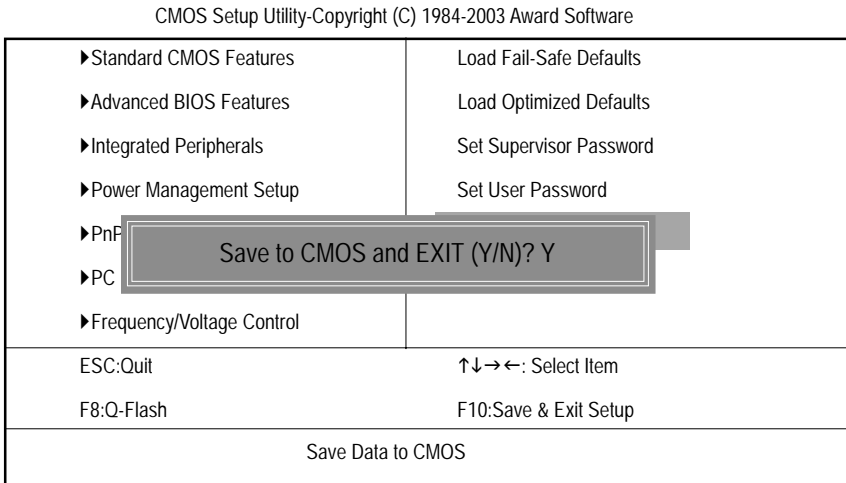 CMOS Setup Utility-Copyright (C) 1984-2003 Award Software
▶Standard CMOS Features
▶Advanced BIOS Features
▶Integrated Peripherals
▶Power Management Setup
▶PnP
▶PC
▶Frequency/Voltage Control
Load Fail-Safe Defaults
Load Optimized Defaults
Set Supervisor Password
Set User Password
Save to CMOS and EXIT (Y/N)? Y
ESC:Quit
↑↓→←: Select Item
F8:Q-Flash
F10:Save & Exit Setup
Save Data to CMOS